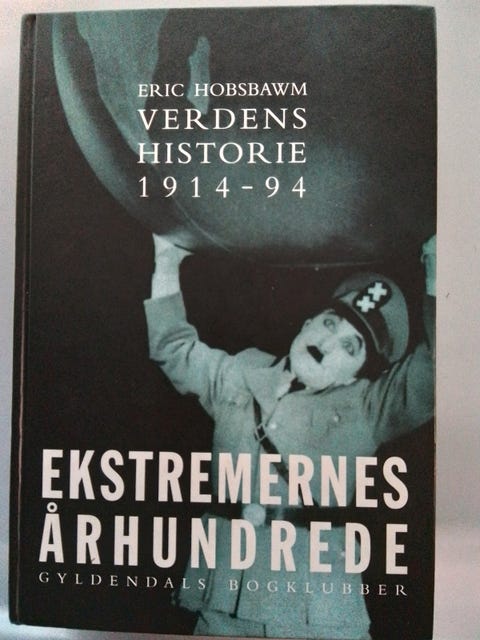 ERIC HOBSBAWM
VERDENS
HISTORIE
1914-94
EKSTREMERNES
ÅRHUNDREDE
GYLDENDALS BOGKLUBBER